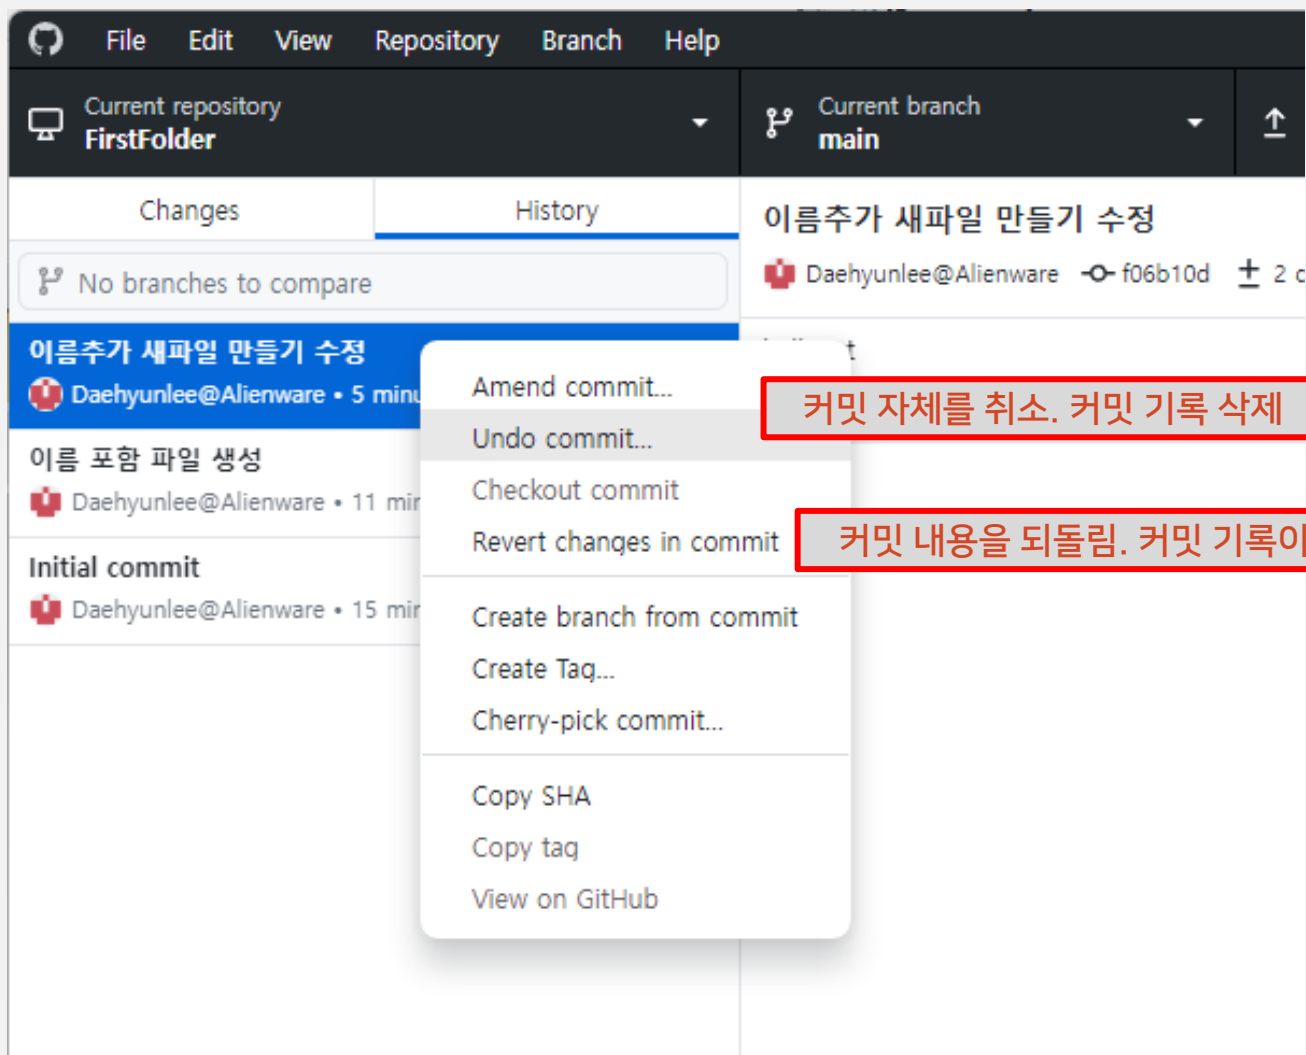 File Edit View Repository Branch Help
Current repository
FirstFolder
Current branch
main
Changes
History
No branches to compare
이름추가 새파일 만들기 수정
Daehyunlee@Alienware • 5
이름 포함 파일 생성
Daehyunlee@Alienware • 11
Initial commit
Daehyunlee@Alienware • 15
이름추가 새파일 만들기 수정
Daehyunlee@Alienware f06b10d 2
Amend commit...
Undo commit...
Checkout commit
Revert changes in commit
Create branch from commit
Create Tag...
Cherry-pick commit...
Copy SHA
Copy tag
View on GitHub
커밋 자체를 취소. 커밋 기록 삭제
커밋 내용을 되돌림. 커밋 기록이